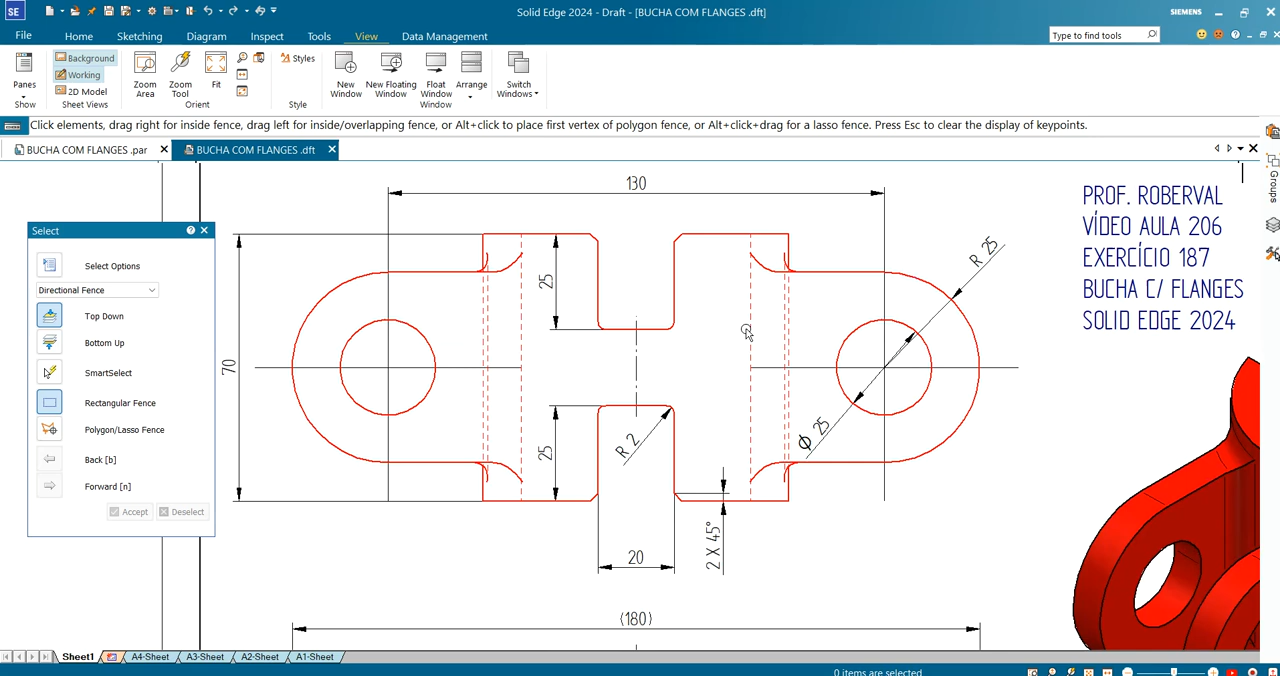 SE
Solid Edge 2024 - Draft - [BUCHA COM FLANGES .dft]
SIEMENS
File Home Sketching Diagram Inspect Tools View Data Management
Type to find tools
Panes
Show
Background
Working
2D Model
Sheet Views
Zoom Area
Zoom Tool
Fit
Orient
Styles
Style
New Window
New Floating Window
Float Window
Arrange
Window
Switch Windows
Click elements, drag right for inside fence, drag left for inside/overlapping fence, or Alt+click to place first vertex of polygon fence, or Alt+click+drag for a lasso fence. Press Esc to clear the display of keypoints.
BUCHA COM FLANGES .par
BUCHA COM FLANGES .dft
Groups
Select
Select Options
Directional Fence
Top Down
Bottom Up
SmartSelect
Rectangular Fence
Polygon/Lasso Fence
Back [b]
Forward [n]
Accept Deselect
130
25
70
R 25
Φ 25
25
R 2
20
2 X 45°
(180)
PROF. ROBERVAL
VÍDEO AULA 206
EXERCÍCIO 187
BUCHA C/ FLANGES
SOLID EDGE 2024
Sheet1 A4-Sheet A3-Sheet A2-Sheet A1-Sheet
0 items are selected